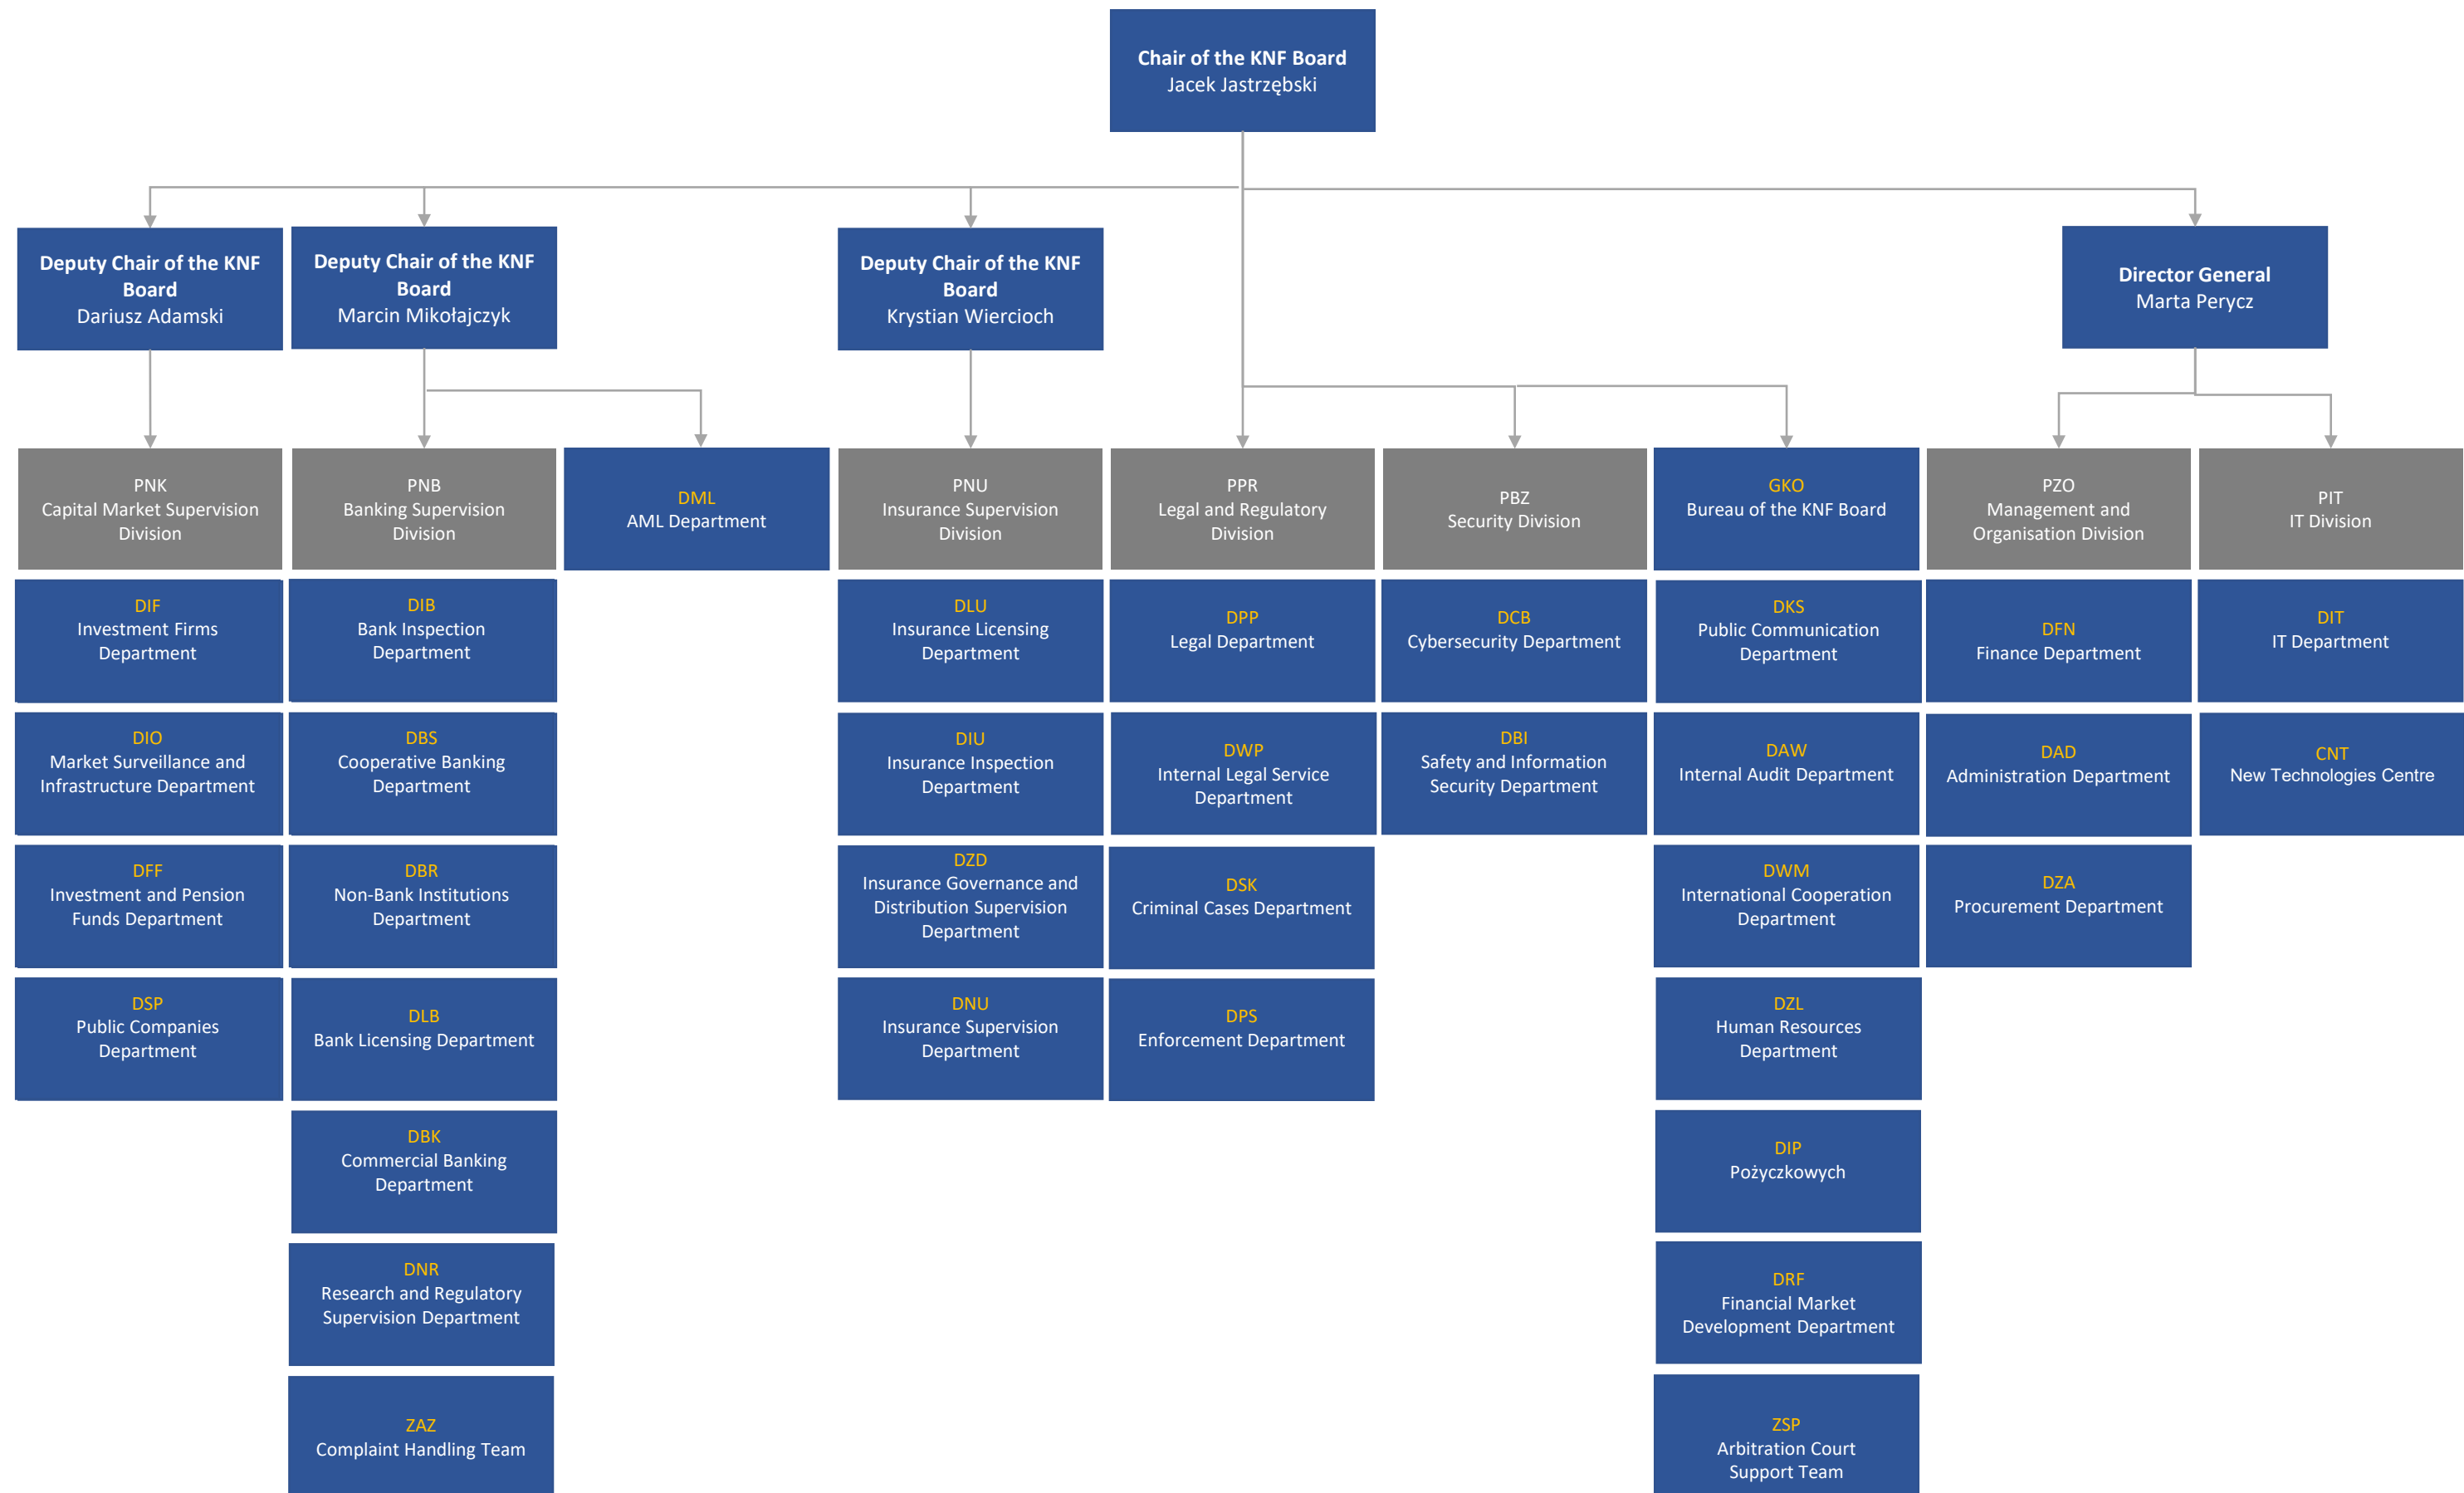 Chair of the KNF Board
Jacek Jastrzębski
Deputy Chair of the KNF
Board
Dariusz Adamski
Deputy Chair of the KNF
Board
Marcin Mikołajczyk
Deputy Chair of the KNF
Board
Krystian Wiercioch
Director General
Marta Perycz
PNK
Capital Market Supervision
Division
PNB
Banking Supervision
Division
DML
AML Department
PNU
Insurance Supervision
Division
PPR
Legal and Regulatory
Division
PBZ
Security Division
GKO
Bureau of the KNF Board
PZO
Management and
Organisation Division
PIT
IT Division
DIF
Investment Firms
Department
DIB
Bank Inspection
Department
DLU
Insurance Licensing
Department
DPP
Legal Department
DCB
Cybersecurity Department
DKS
Public Communication
Department
DFN
Finance Department
DIT
IT Department
DIO
Market Surveillance and
Infrastructure Department
DBS
Cooperative Banking
Department
DIU
Insurance Inspection
Department
DWP
Internal Legal Service
Department
DBI
Safety and Information
Security Department
DAW
Internal Audit Department
DAD
Administration Department
CNT
New Technologies Centre
DFF
Investment and Pension
Funds Department
DBR
Non-Bank Institutions
Department
DZD
Insurance Governance and
Distribution Supervision
Department
DSK
Criminal Cases Department
DWM
International Cooperation
Department
DZA
Procurement Department
DSP
Public Companies
Department
DLB
Bank Licensing Department
DNU
Insurance Supervision
Department
DPS
Enforcement Department
DZL
Human Resources
Department
DBK
Commercial Banking
Department
DIP
Pożyczkowych
DNR
Research and Regulatory
Supervision Department
DRF
Financial Market
Development Department
ZAZ
Complaint Handling Team
ZSP
Arbitration Court
Support Team